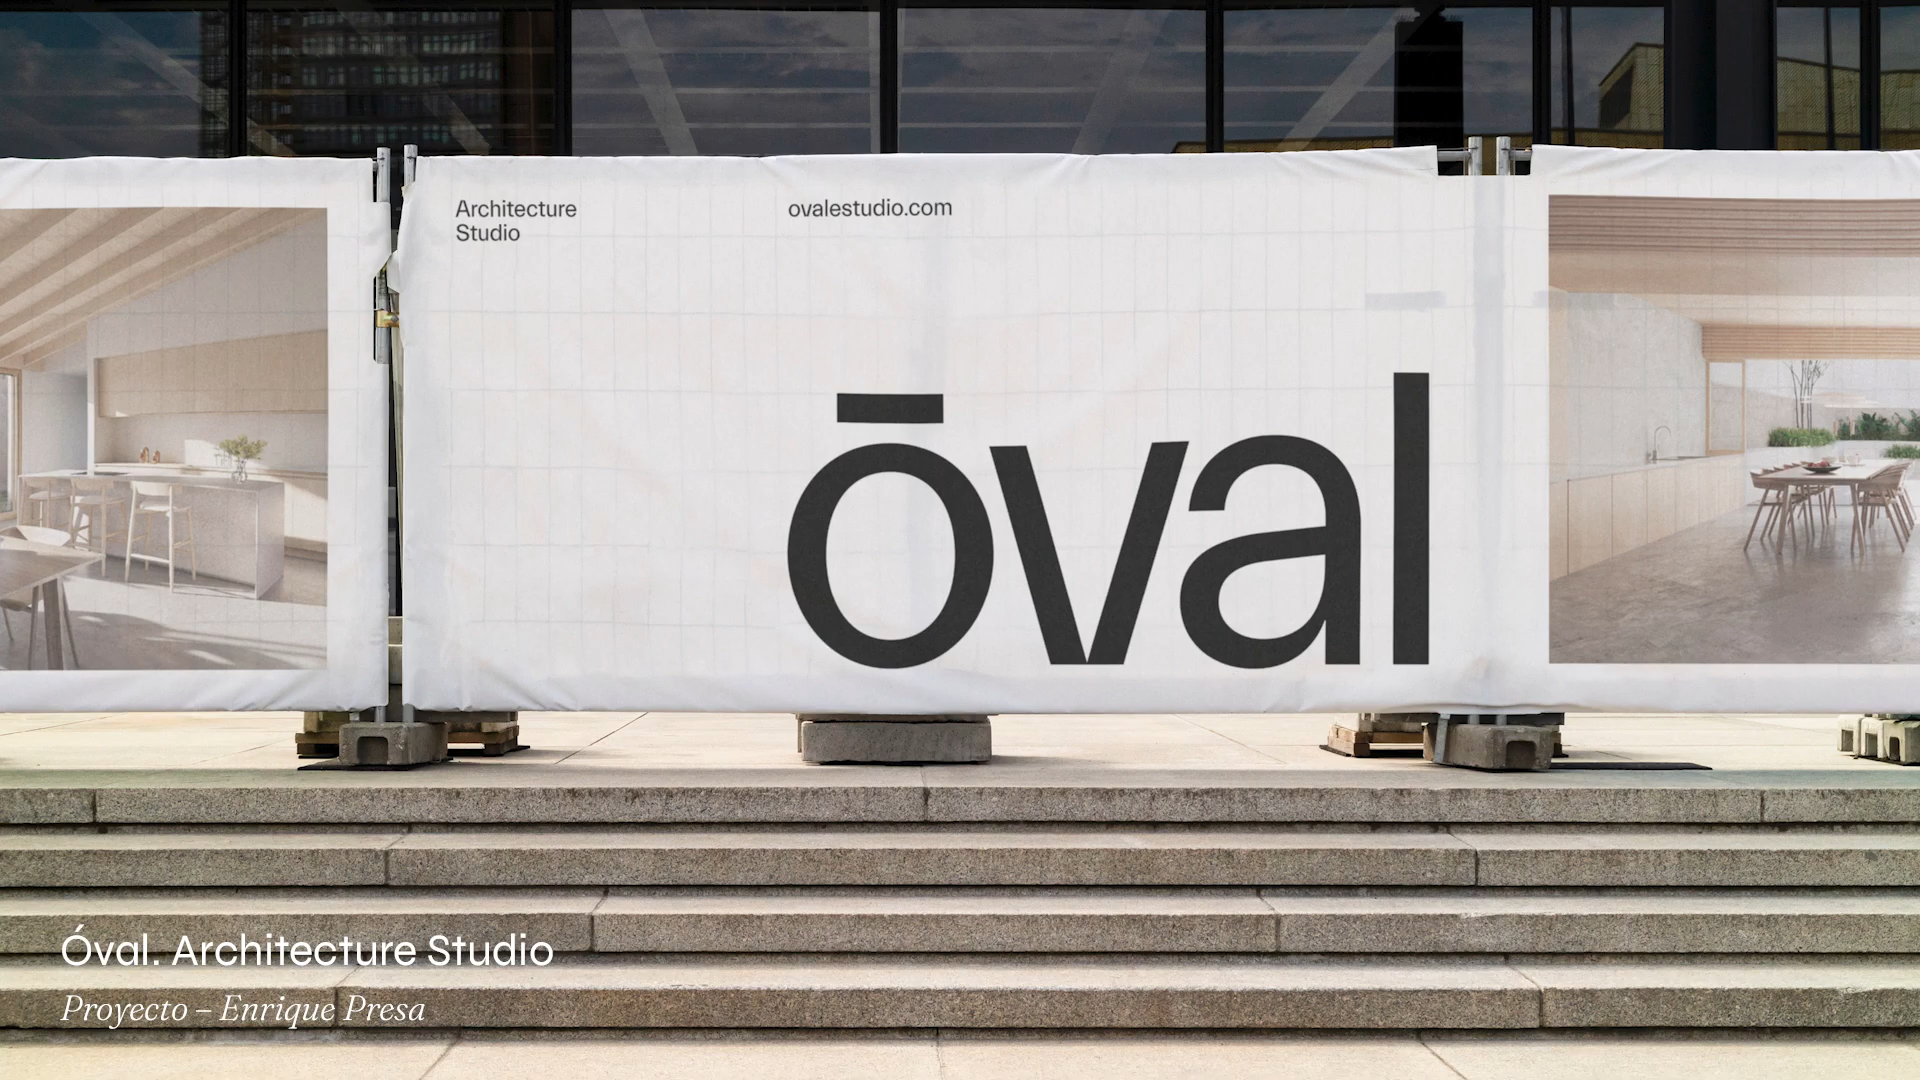 Architecture
Studio
ovalestudio.com
ōval
Óval. Architecture Studio
Proyecto – Enrique Presa